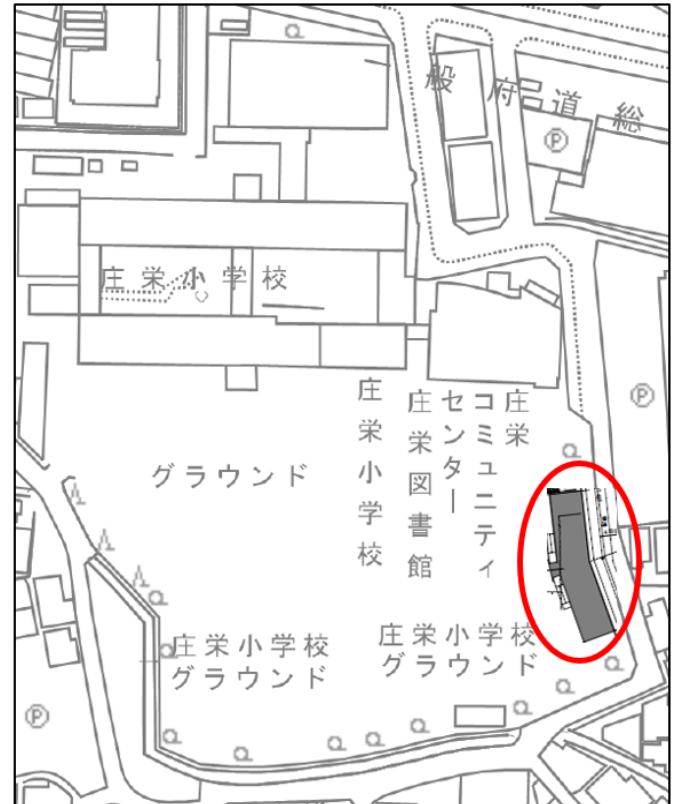 般府道総
Ⓟ
庄栄小学校
Ⓟ
庄栄
コミュニティ
センター
庄栄図書館
庄栄小学校
グラウンド
庄栄小学校
グラウンド
庄栄小学校
グラウンド
Ⓟ